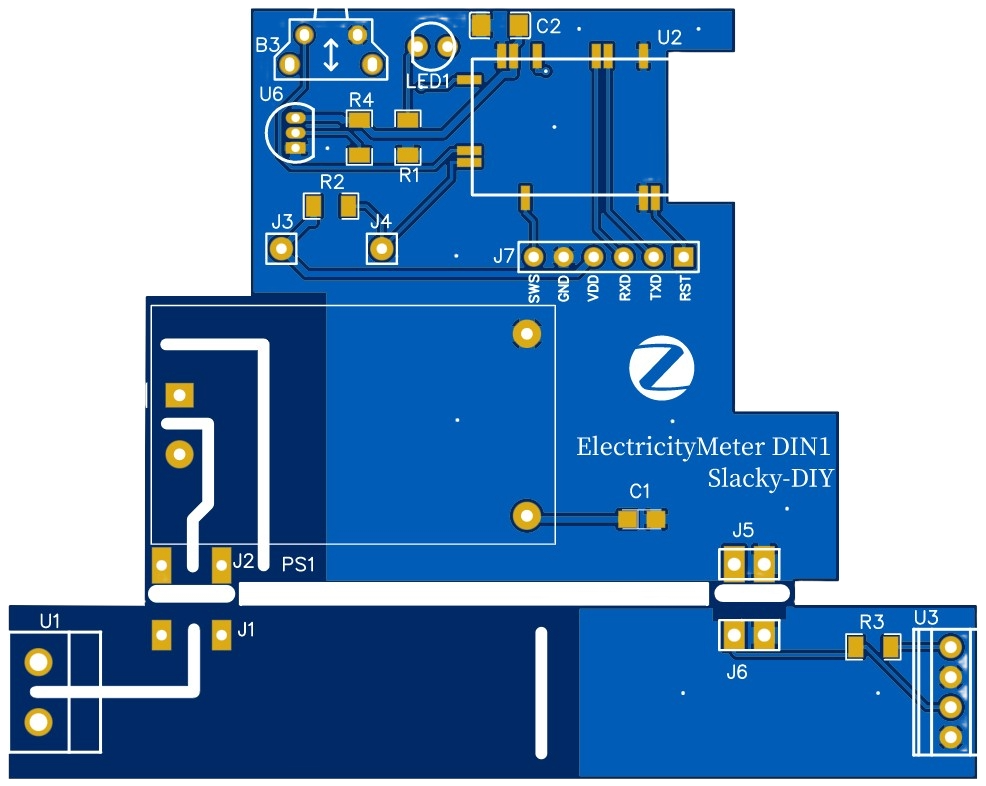 C2
B3
U2
LED1
U6
R4
R1
R2
J3
J4
J7
SWS
GND
VDD
RXD
TXD
RST
ElectricityMeter DIN1
Slacky-DIY
C1
J5
J2
PS1
U1
J1
R3
U3
J6